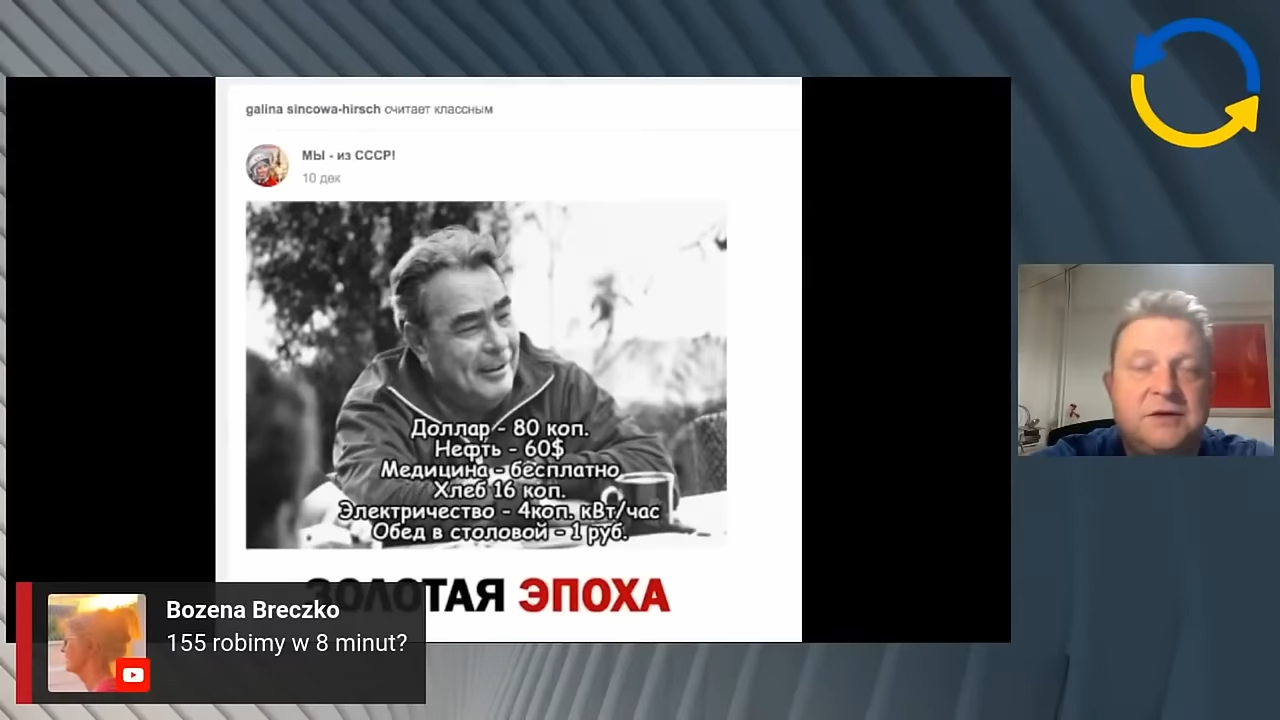 galina sincowa-hirsch считает классным
МЫ - из СССР!
10 дек
Доллар - 80 коп.
Нефть - 60$
Медицина - бесплатно
Хлеб 16 коп.
Электричество - 4коп. кВт/час
Обед в столовой - 1 руб.
ЗОЛОТАЯ ЭПОХА
Bozena Breczko
155 robimy w 8 minut?